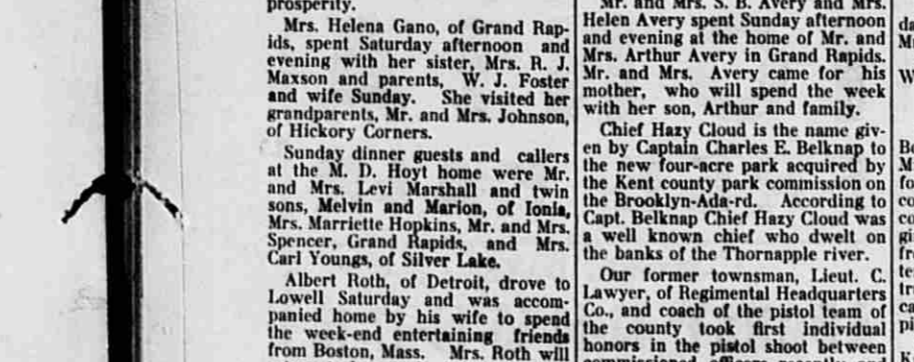 prosperity.
Mrs. Helena Gano, of Grand Rap-
ids, spent Saturday afternoon and
evening with her sister, Mrs. R. J.
Maxson and parents, W. J. Foster
and wife Sunday. She visited her
grandparents, Mr. and Mrs. Johnson,
of Hickory Corners.
Sunday dinner guests and callers
at the M. D. Hoyt home were Mr.
and Mrs. Levi Marshall and twin
sons, Melvin and Marion, of Ionia,
Mrs. Marriette Hopkins, Mr. and Mrs.
Spencer, Grand Rapids, and Mrs.
Carl Youngs, of Silver Lake.
Albert Roth, of Detroit, drove to
Lowell Saturday and was accom-
panied home by his wife to spend
the week-end entertaining friends
from Boston, Mass. Mrs. Roth will
Mr. and Mrs. S. B. Avery and Mrs.
Helen Avery spent Sunday afternoon
and evening at the home of Mr. and
Mrs. Arthur Avery in Grand Rapids.
Mr. and Mrs. Avery came for his
mother, who will spend the week
with her son, Arthur and family.
Chief Hazy Cloud is the name giv-
en by Captain Charles E. Belknap to
the new four-acre park acquired by
the Kent county park commission on
the Brooklyn-Ada-rd. According to
Capt. Belknap Chief Hazy Cloud was
a well known chief who dwelt on
the banks of the Thornapple river.
Our former townsman, Lieut. C.
Lawyer, of Regimental Headquarters
Co., and coach of the pistol team of
the county took first individual
honors in the pistol shoot between